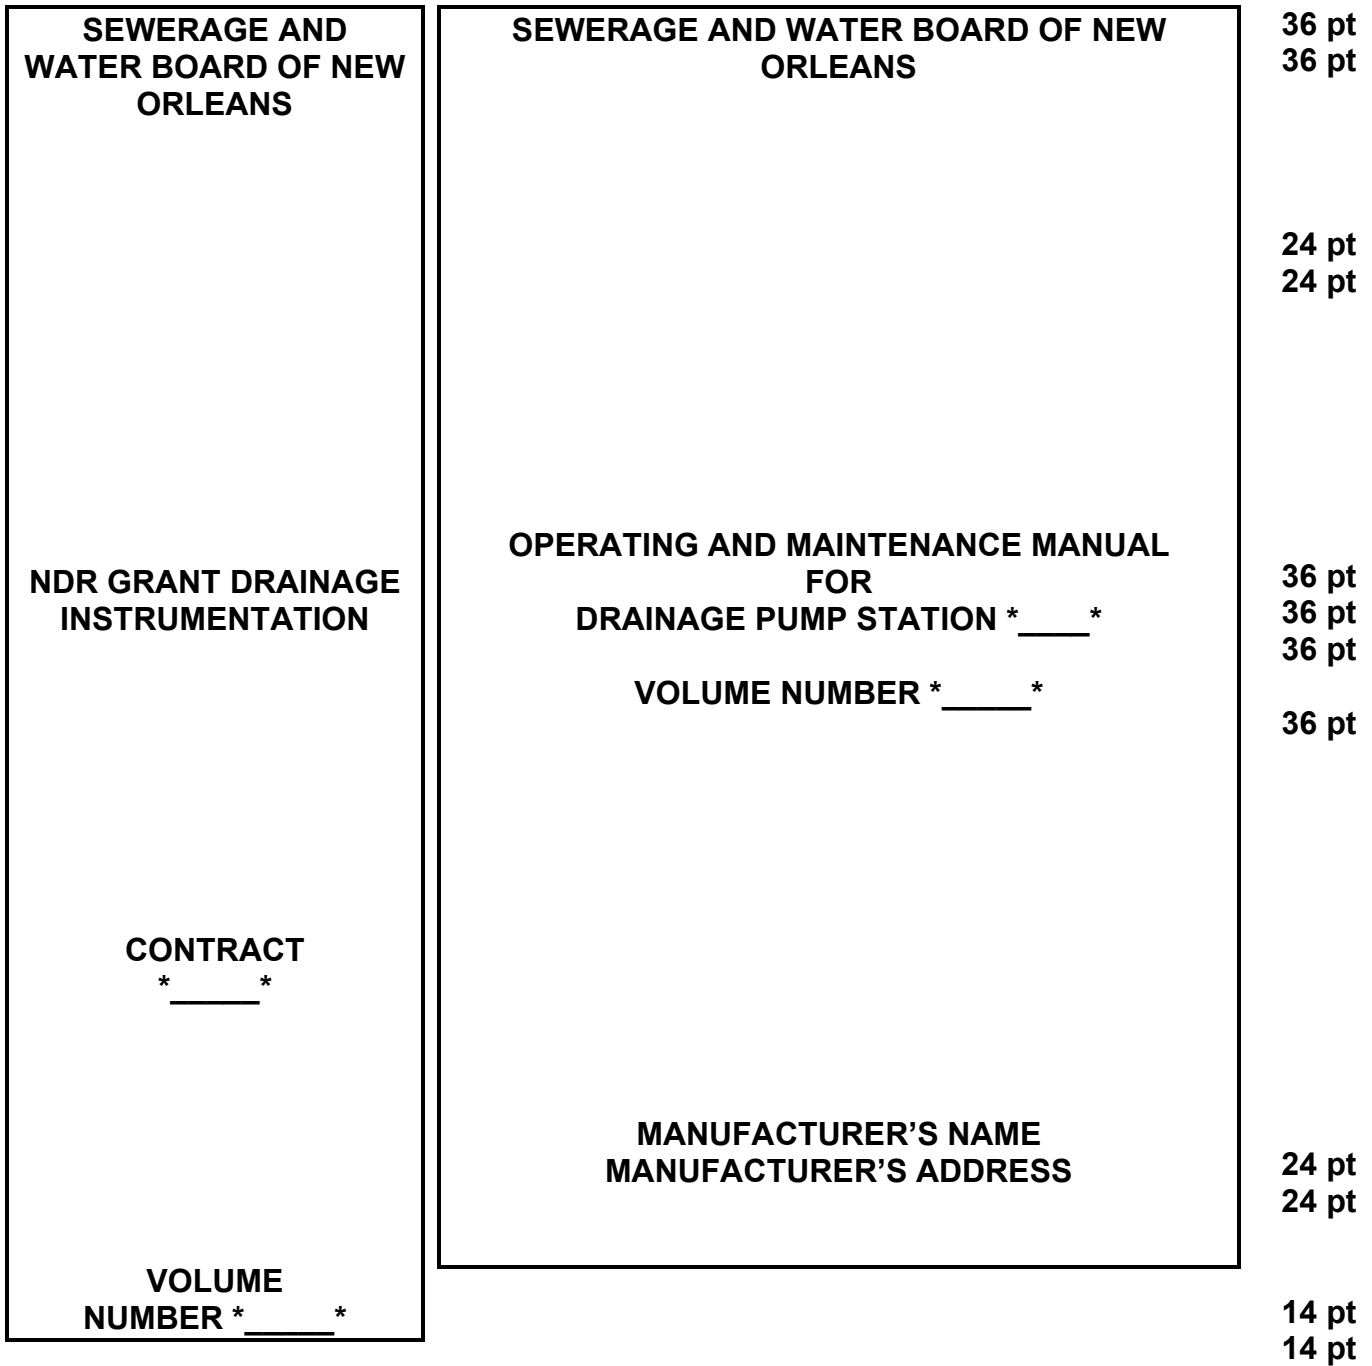 SEWERAGE AND
WATER BOARD OF NEW
ORLEANS
NDR GRANT DRAINAGE
INSTRUMENTATION
CONTRACT
*_____*
VOLUME
NUMBER *_____*
SEWERAGE AND WATER BOARD OF NEW
ORLEANS
OPERATING AND MAINTENANCE MANUAL
FOR
DRAINAGE PUMP STATION *____*
VOLUME NUMBER *_____*
MANUFACTURER’S NAME
MANUFACTURER’S ADDRESS
36 pt
36 pt
24 pt
24 pt
36 pt
36 pt
36 pt
36 pt
24 pt
24 pt
14 pt
14 pt